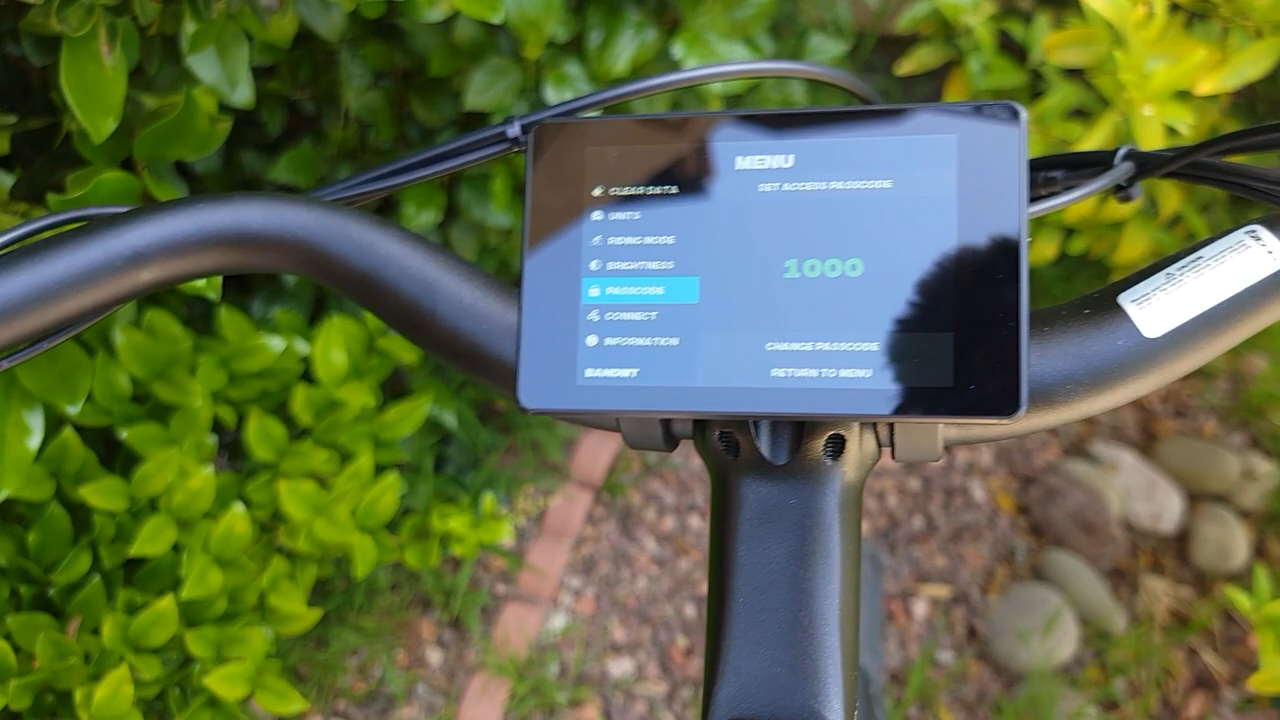 MENU
CLEAR DATA
SET ACCESS PASSCODE
UNITS
RIDING MODE
BRIGHTNESS
1000
PASSCODE
CONNECT
INFORMATION
CHANGE PASSCODE
BANDIT
RETURN TO MENU